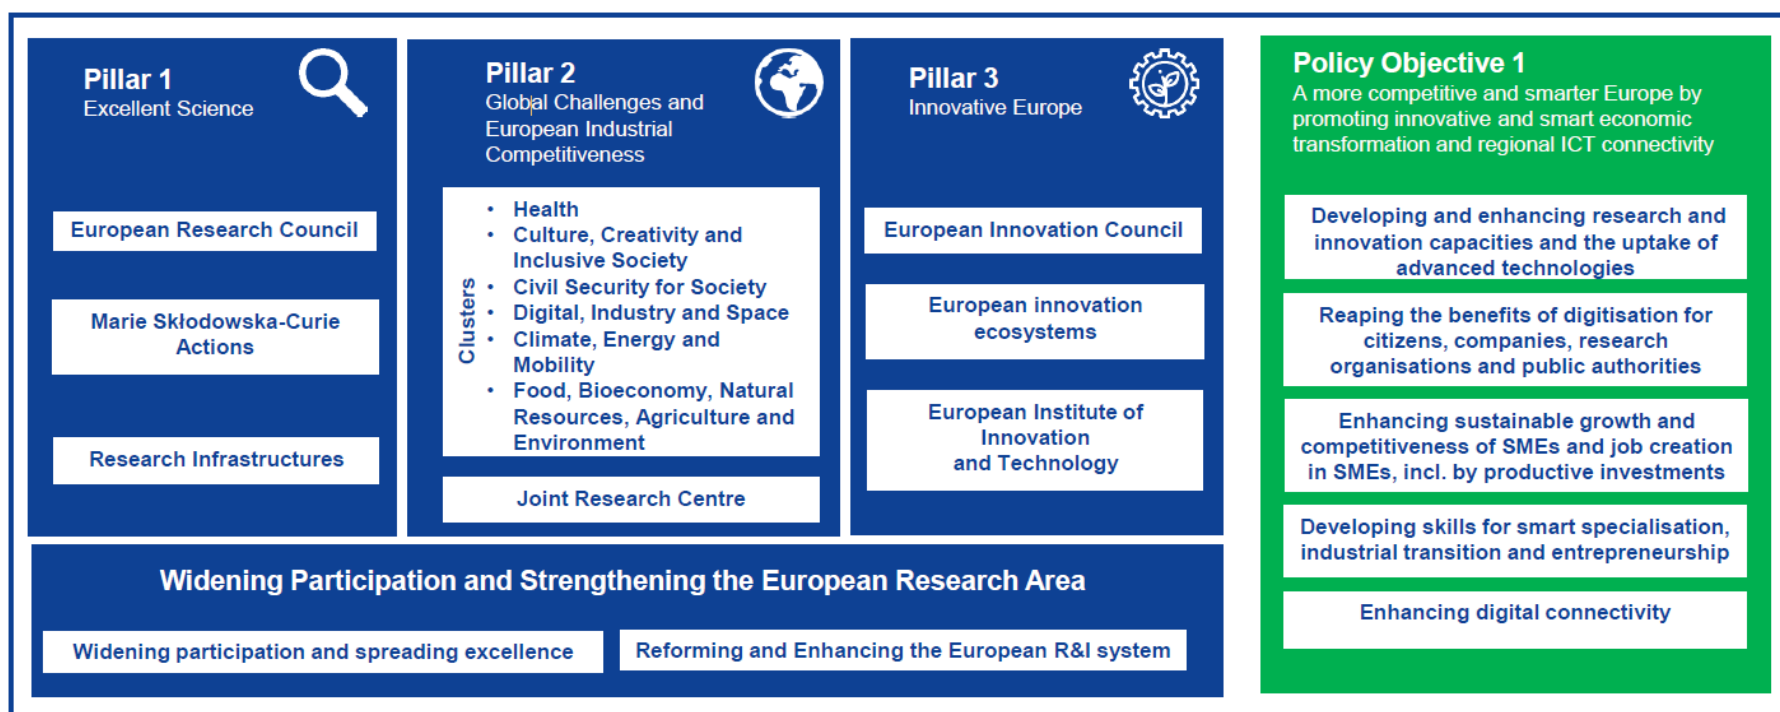 Pillar 1
Excellent Science
European Research Council
Marie Skłodowska-Curie
Actions
Research Infrastructures
Pillar 2
Global Challenges and
European Industrial
Competitiveness
Clusters
• Health
• Culture, Creativity and
Inclusive Society
• Civil Security for Society
• Digital, Industry and Space
• Climate, Energy and
Mobility
• Food, Bioeconomy, Natural
Resources, Agriculture and
Environment
Joint Research Centre
Pillar 3
Innovative Europe
European Innovation Council
European innovation
ecosystems
European Institute of
Innovation
and Technology
Widening Participation and Strengthening the European Research Area
Widening participation and spreading excellence
Reforming and Enhancing the European R&I system
Policy Objective 1
A more competitive and smarter Europe by
promoting innovative and smart economic
transformation and regional ICT connectivity
Developing and enhancing research and
innovation capacities and the uptake of
advanced technologies
Reaping the benefits of digitisation for
citizens, companies, research
organisations and public authorities
Enhancing sustainable growth and
competitiveness of SMEs and job creation
in SMEs, incl. by productive investments
Developing skills for smart specialisation,
industrial transition and entrepreneurship
Enhancing digital connectivity